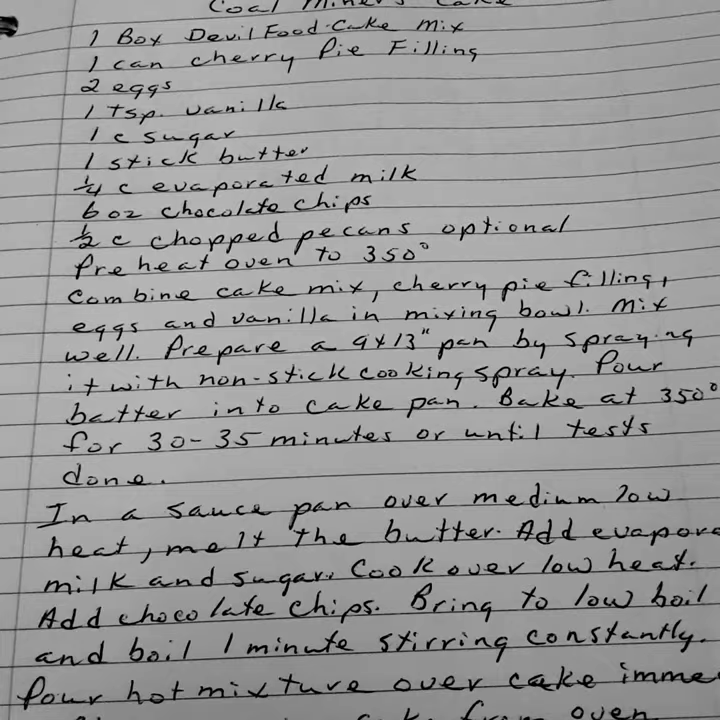 Coal Miner's Cake
1 Box Devil Food Cake Mix
1 can cherry Pie Filling
2 eggs
1 tsp. vanilla
1 c sugar
1 stick butter
1/4 c evaporated milk
6 oz chocolate chips
1/2 c chopped pecans optional
Preheat oven to 350°
Combine cake mix, cherry pie filling,
eggs and vanilla in mixing bowl. Mix
well. Prepare a 9x13" pan by spraying
it with non-stick cooking spray. Pour
batter into cake pan. Bake at 350°
for 30-35 minutes or until tests
done.
In a sauce pan over medium low
heat, melt the butter. Add evapora
milk and sugar. Cook over low heat.
Add chocolate chips. Bring to low boil
and boil 1 minute stirring constantly.
Pour hot mixture over cake imme
from oven